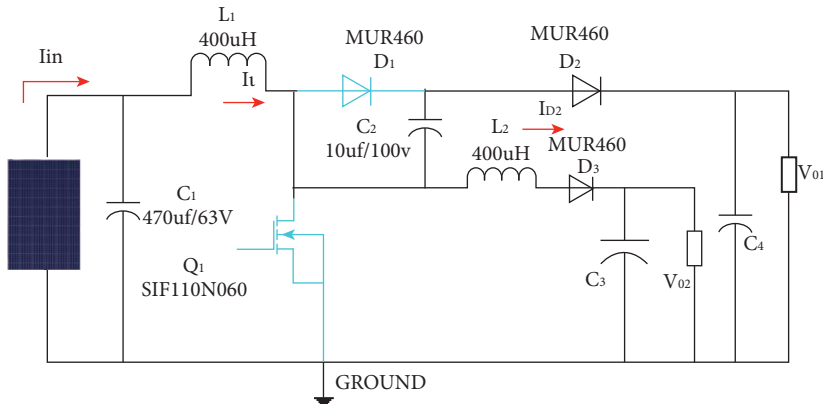 L1
400uH
Iin
Iι
MUR460
D1
MUR460
D2
C2
10uf/100v
ID2
L2
400uH
MUR460
D3
C1
470uf/63V
V01
Q1
SIF110N060
C3
V02
C4
GROUND